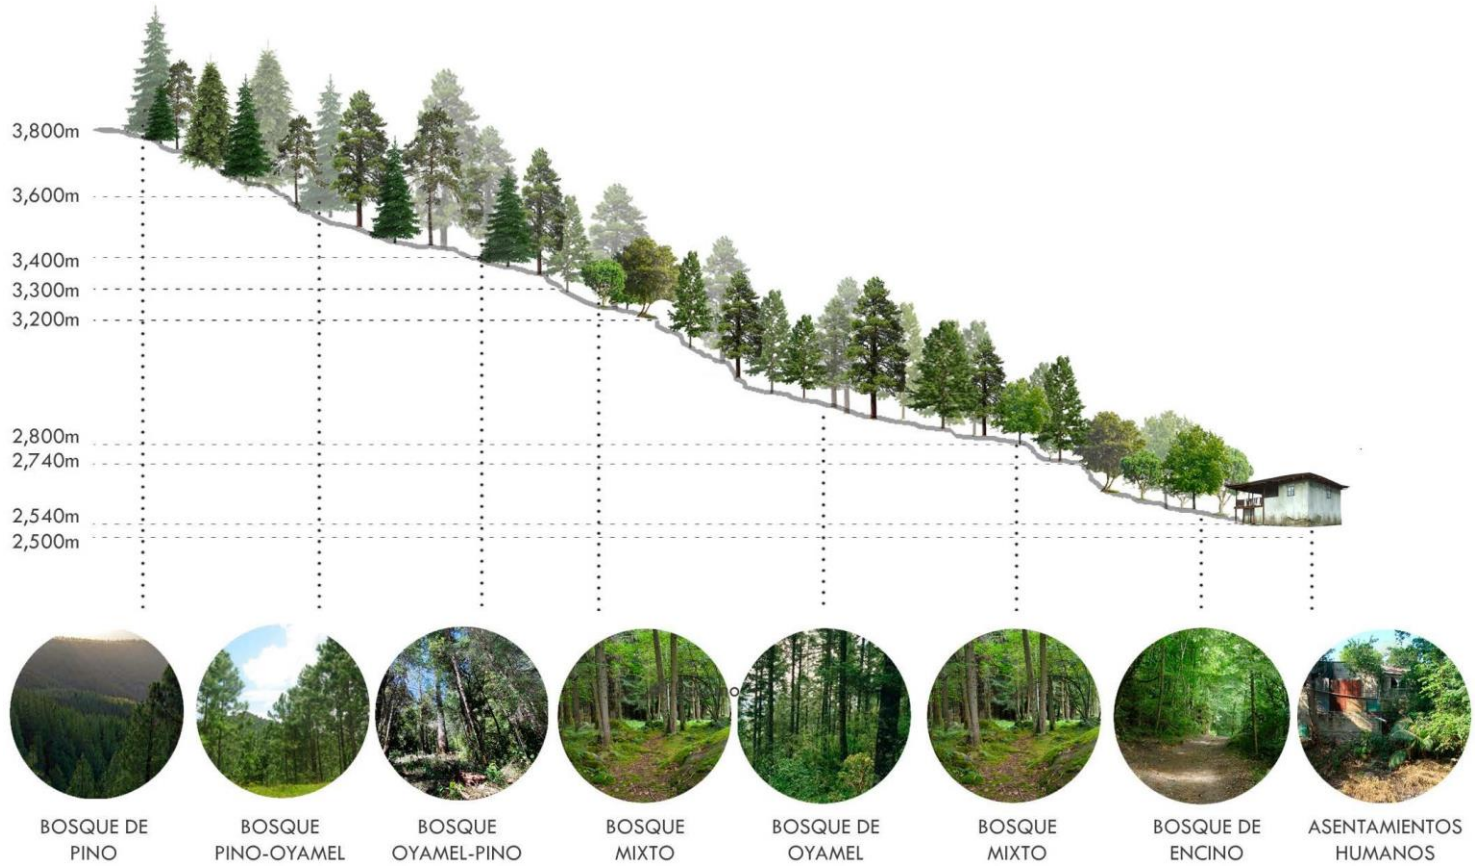 3,800m
3,600m
3,400m
3,300m
3,200m
2,800m
2,740m
2,540m
2,500m
BOSQUE DE
PINO
BOSQUE
PINO-OYAMEL
BOSQUE
OYAMEL-PINO
BOSQUE
MIXTO
BOSQUE DE
OYAMEL
BOSQUE
MIXTO
BOSQUE DE
ENCINO
ASENTAMIENTOS
HUMANOS